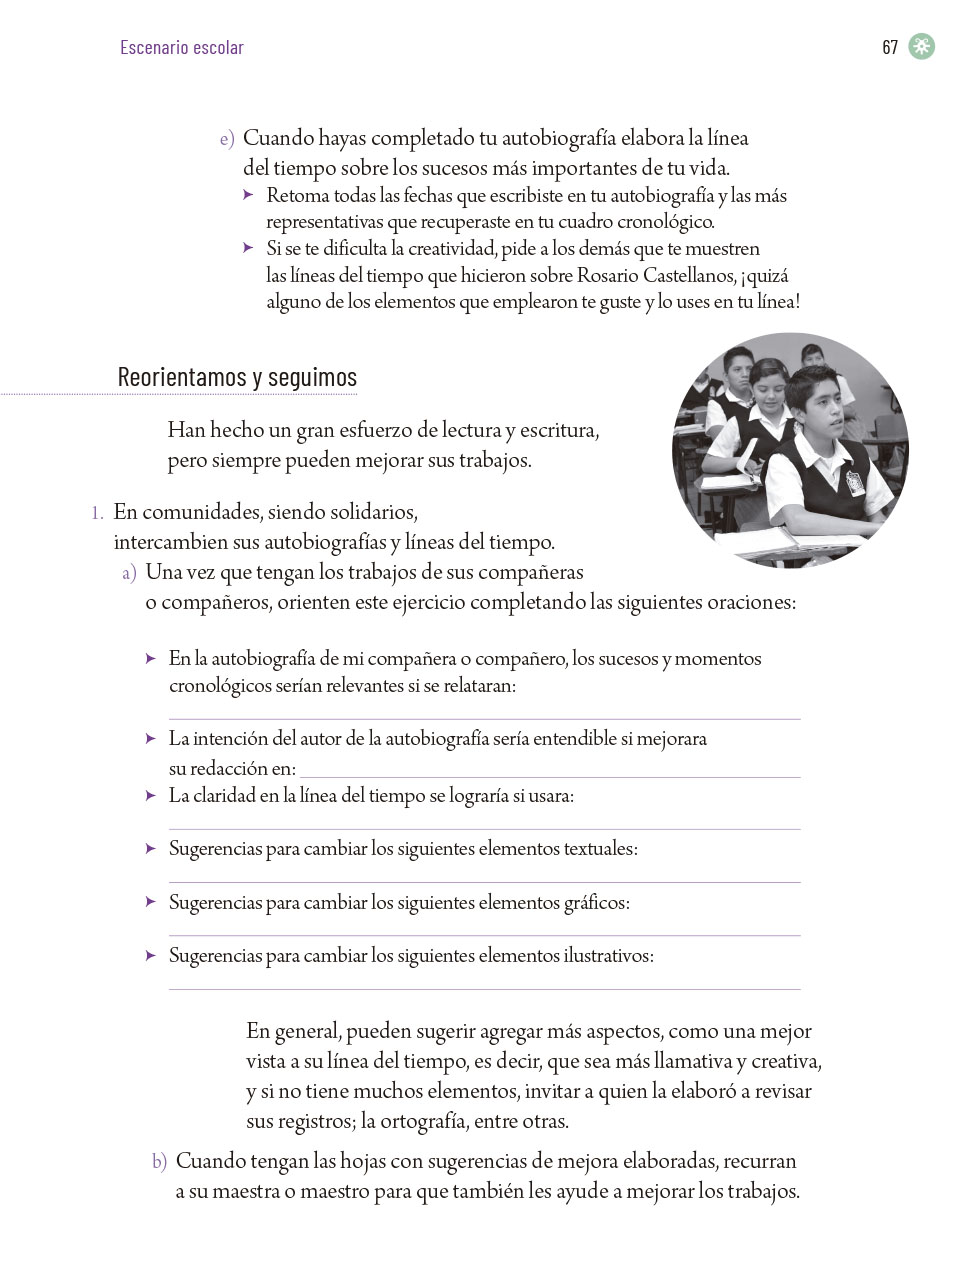 Escenario escolar
67
e) Cuando hayas completado tu autobiografía elabora la línea
del tiempo sobre los sucesos más importantes de tu vida.
➤ Retoma todas las fechas que escribiste en tu autobiografía y las más
representativas que recuperaste en tu cuadro cronológico.
➤ Si se te dificulta la creatividad, pide a los demás que te muestren
las líneas del tiempo que hicieron sobre Rosario Castellanos, ¡quizá
alguno de los elementos que emplearon te guste y lo uses en tu línea!
Reorientamos y seguimos
Han hecho un gran esfuerzo de lectura y escritura,
pero siempre pueden mejorar sus trabajos.
1. En comunidades, siendo solidarios,
intercambien sus autobiografías y líneas del tiempo.
a) Una vez que tengan los trabajos de sus compañeras
o compañeros, orienten este ejercicio completando las siguientes oraciones:
➤ En la autobiografía de mi compañera o compañero, los sucesos y momentos
cronológicos serían relevantes si se relataran:
➤ La intención del autor de la autobiografía sería entendible si mejorara
su redacción en:
➤ La claridad en la línea del tiempo se lograría si usara:
➤ Sugerencias para cambiar los siguientes elementos textuales:
➤ Sugerencias para cambiar los siguientes elementos gráficos:
➤ Sugerencias para cambiar los siguientes elementos ilustrativos:
En general, pueden sugerir agregar más aspectos, como una mejor
vista a su línea del tiempo, es decir, que sea más llamativa y creativa,
y si no tiene muchos elementos, invitar a quien la elaboró a revisar
sus registros; la ortografía, entre otras.
b) Cuando tengan las hojas con sugerencias de mejora elaboradas, recurran
a su maestra o maestro para que también les ayude a mejorar los trabajos.